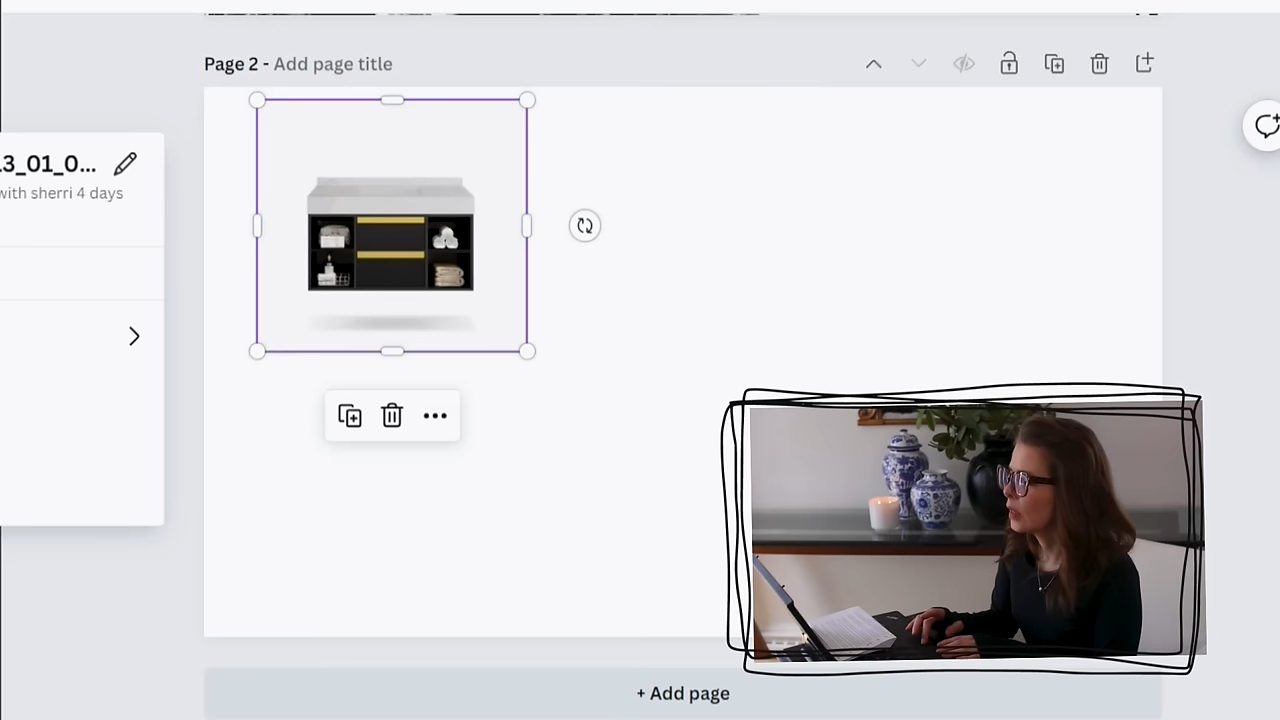 Page 2 - Add page title
3_01_0...
with sherri 4 days
+ Add page